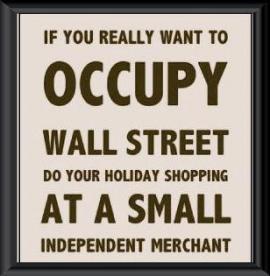 IF YOU REALLY WANT TO
OCCUPY
WALL STREET
DO YOUR HOLIDAY SHOPPING
AT A SMALL
INDEPENDENT MERCHANT